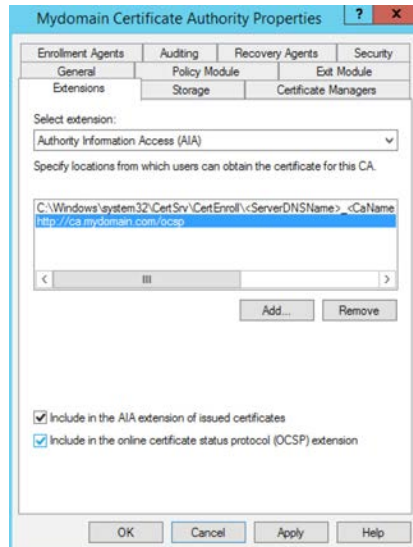 Mydomain Certificate Authority Properties ? x
Enrollment Agents Auditing Recovery Agents Security
General Policy Module Exit Module
Extensions Storage Certificate Managers
Select extension:
Authority Information Access (AIA)
Specify locations from which users can obtain the certificate for this CA.
C:\Windows\system32\CertSrv\CertEnroll\<ServerDNSName>_<CaName
http://ca.mydomain.com/ocsp
Add... Remove
Include in the AIA extension of issued certificates
Include in the online certificate status protocol (OCSP) extension
OK Cancel Apply Help